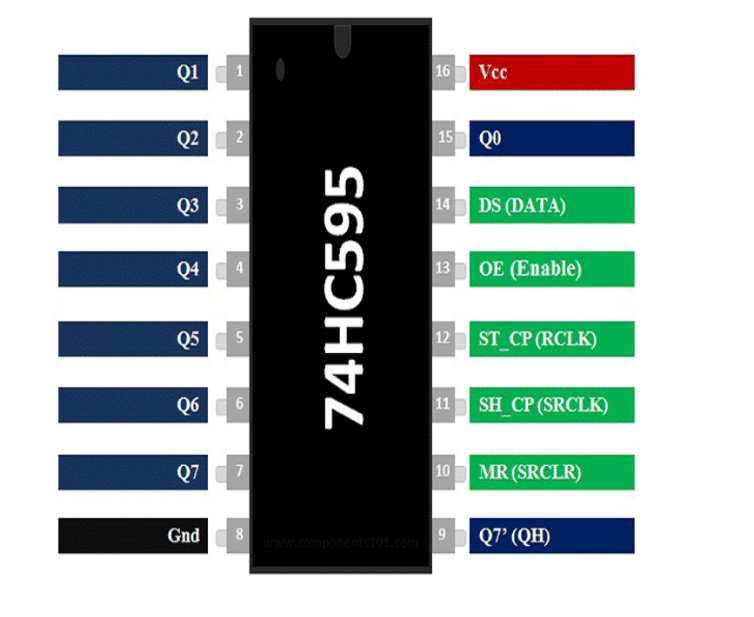 Q1 1 16 Vcc
Q2 2 15 Q0
Q3 3 14 DS (DATA)
Q4 4 13 OE (Enable)
Q5 5 12 ST_CP (RCLK)
Q6 6 11 SH_CP (SRCLK)
Q7 7 10 MR (SRCLR)
Gnd 8 9 Q7’ (QH)
74HC595
www.components101.com